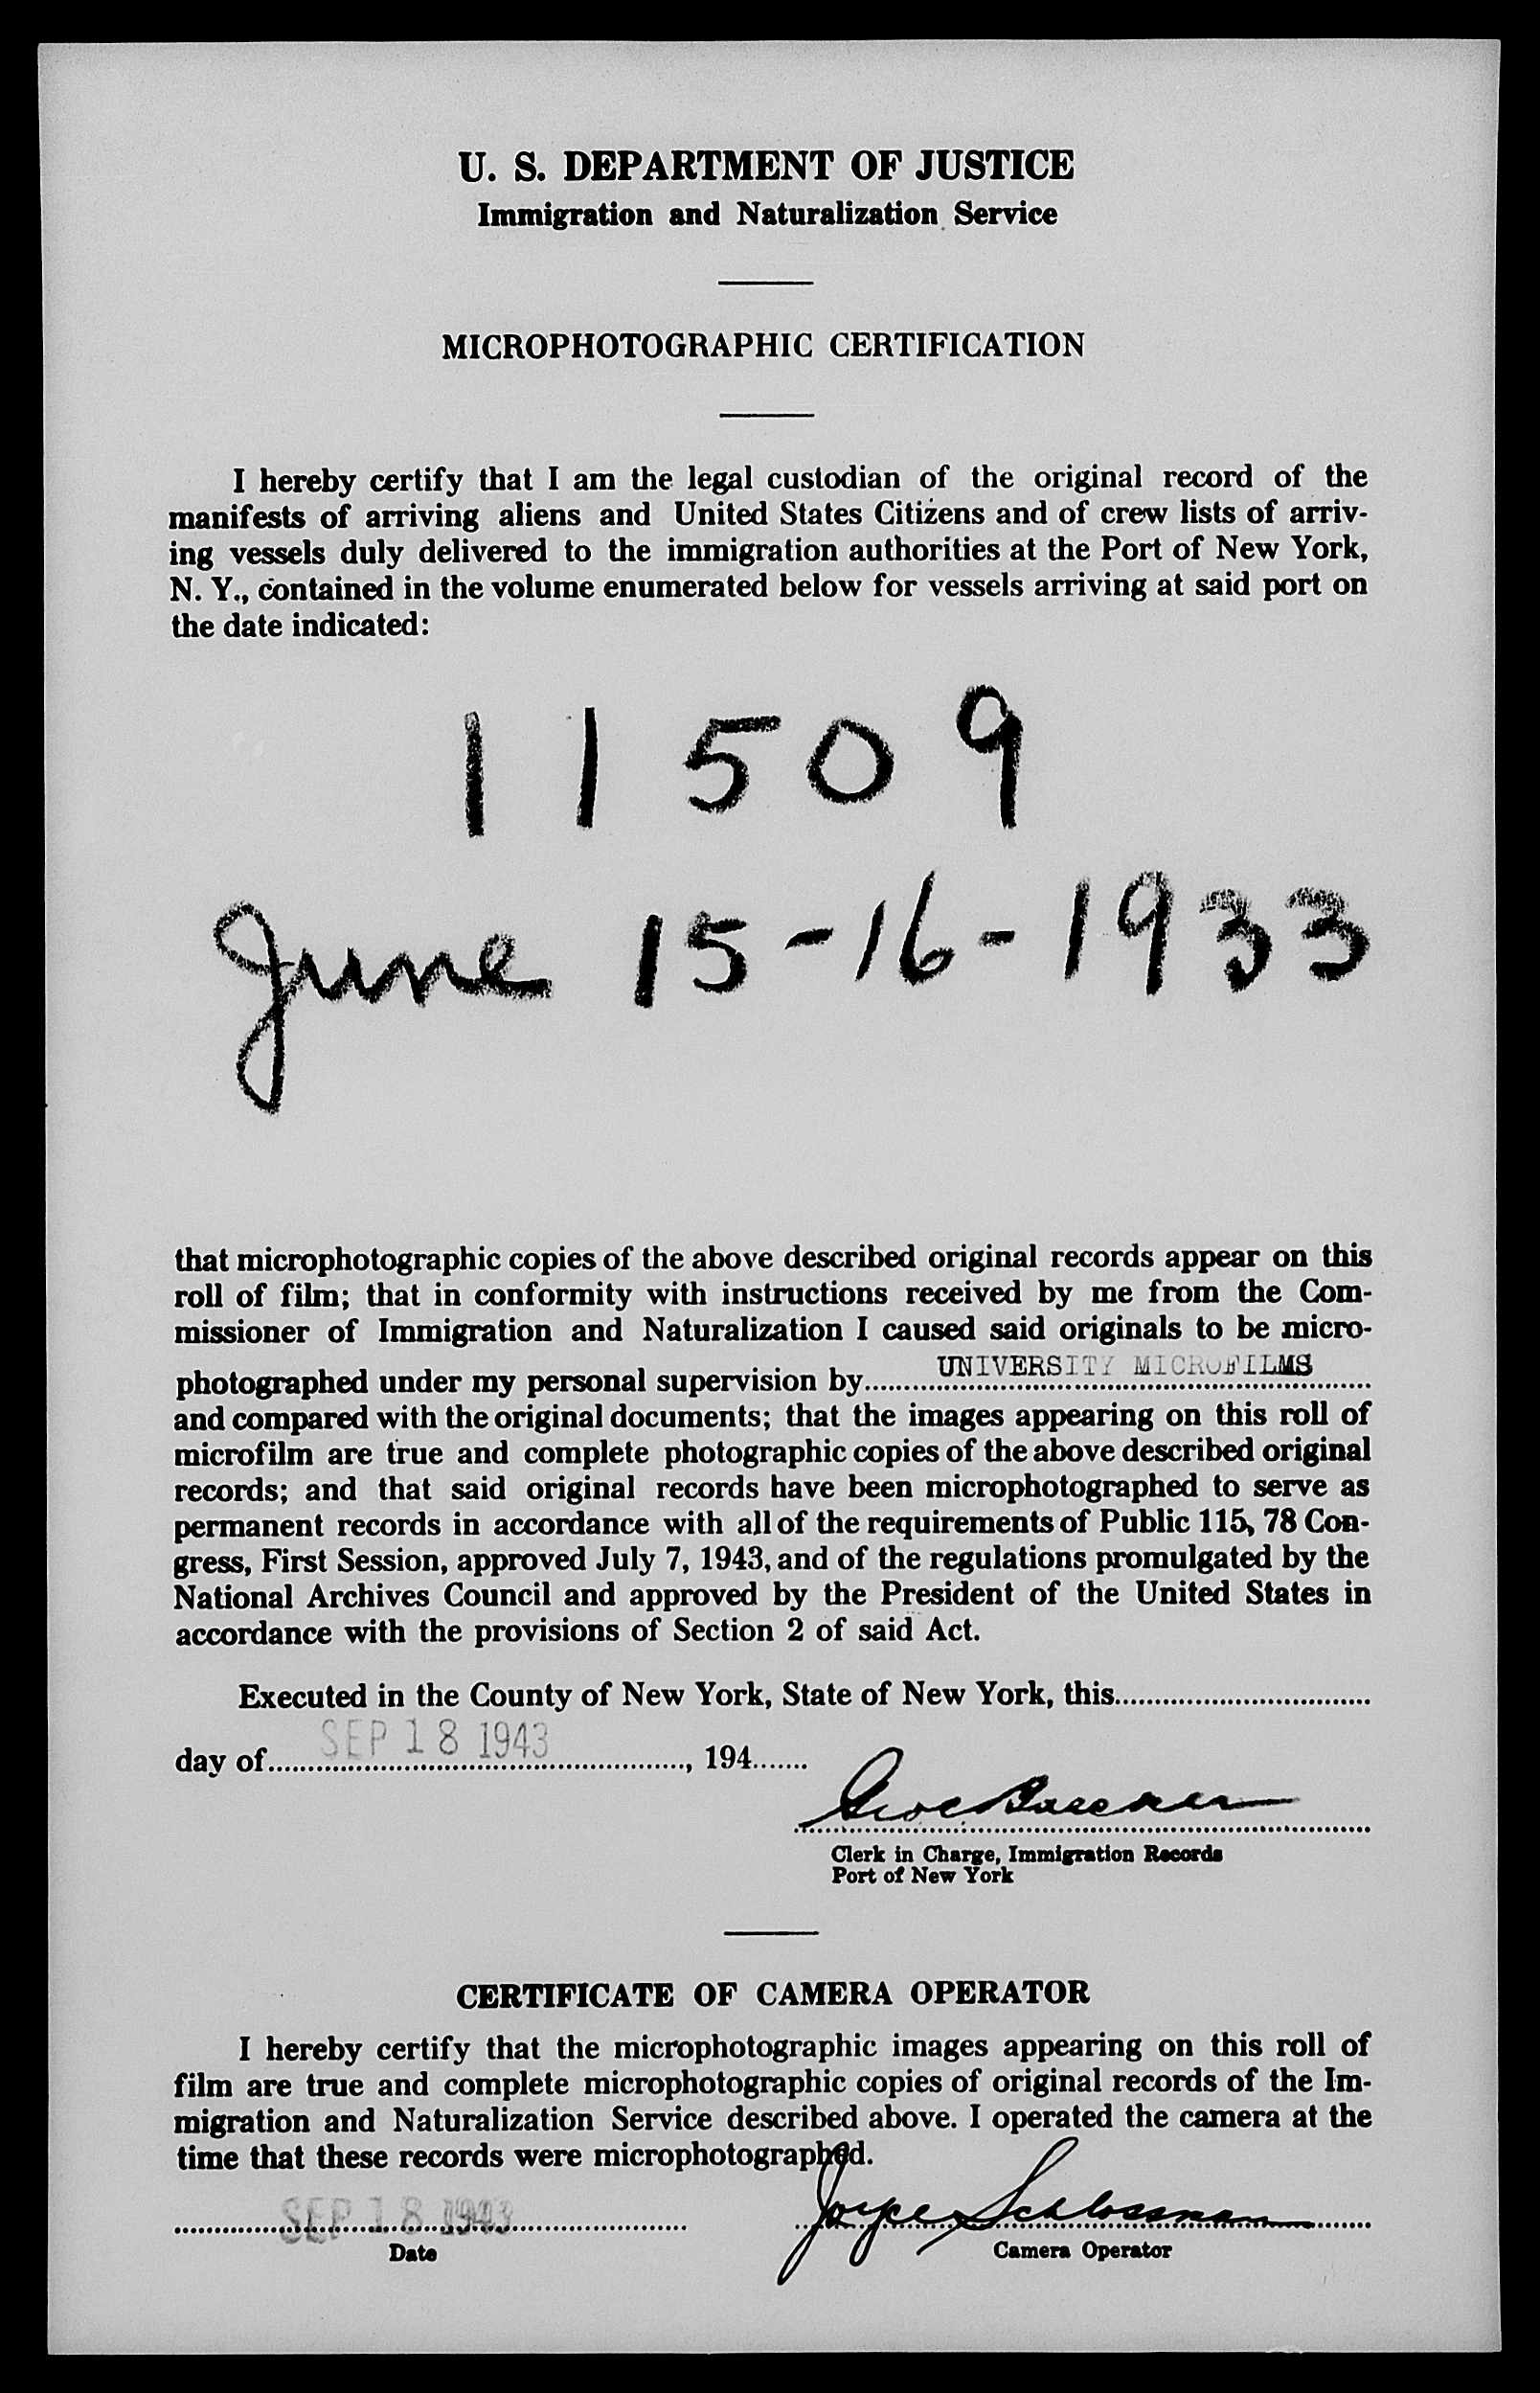 U. S. DEPARTMENT OF JUSTICE
Immigration and Naturalization Service
MICROPHOTOGRAPHIC CERTIFICATION
I hereby certify that I am the legal custodian of the original record of the
manifests of arriving aliens and United States Citizens and of crew lists of arriv-
ing vessels duly delivered to the immigration authorities at the Port of New York,
N. Y., contained in the volume enumerated below for vessels arriving at said port on
the date indicated:
11509
June 15-16-1933
that microphotographic copies of the above described original records appear on this
roll of film; that in conformity with instructions received by me from the Com-
missioner of Immigration and Naturalization I caused said originals to be micro-
photographed under my personal supervision by UNIVERSITY MICROFILMS
and compared with the original documents; that the images appearing on this roll of
microfilm are true and complete photographic copies of the above described original
records; and that said original records have been microphotographed to serve as
permanent records in accordance with all of the requirements of Public 115, 78 Con-
gress, First Session, approved July 7, 1943, and of the regulations promulgated by the
National Archives Council and approved by the President of the United States in
accordance with the provisions of Section 2 of said Act.
Executed in the County of New York, State of New York, this
day of SEP 18 1943, 194
Clerk in Charge, Immigration Records
Port of New York
CERTIFICATE OF CAMERA OPERATOR
I hereby certify that the microphotographic images appearing on this roll of
film are true and complete microphotographic copies of original records of the Im-
migration and Naturalization Service described above. I operated the camera at the
time that these records were microphotographed.
SEP 18 1943 Joyce Schlossman
Date Camera Operator